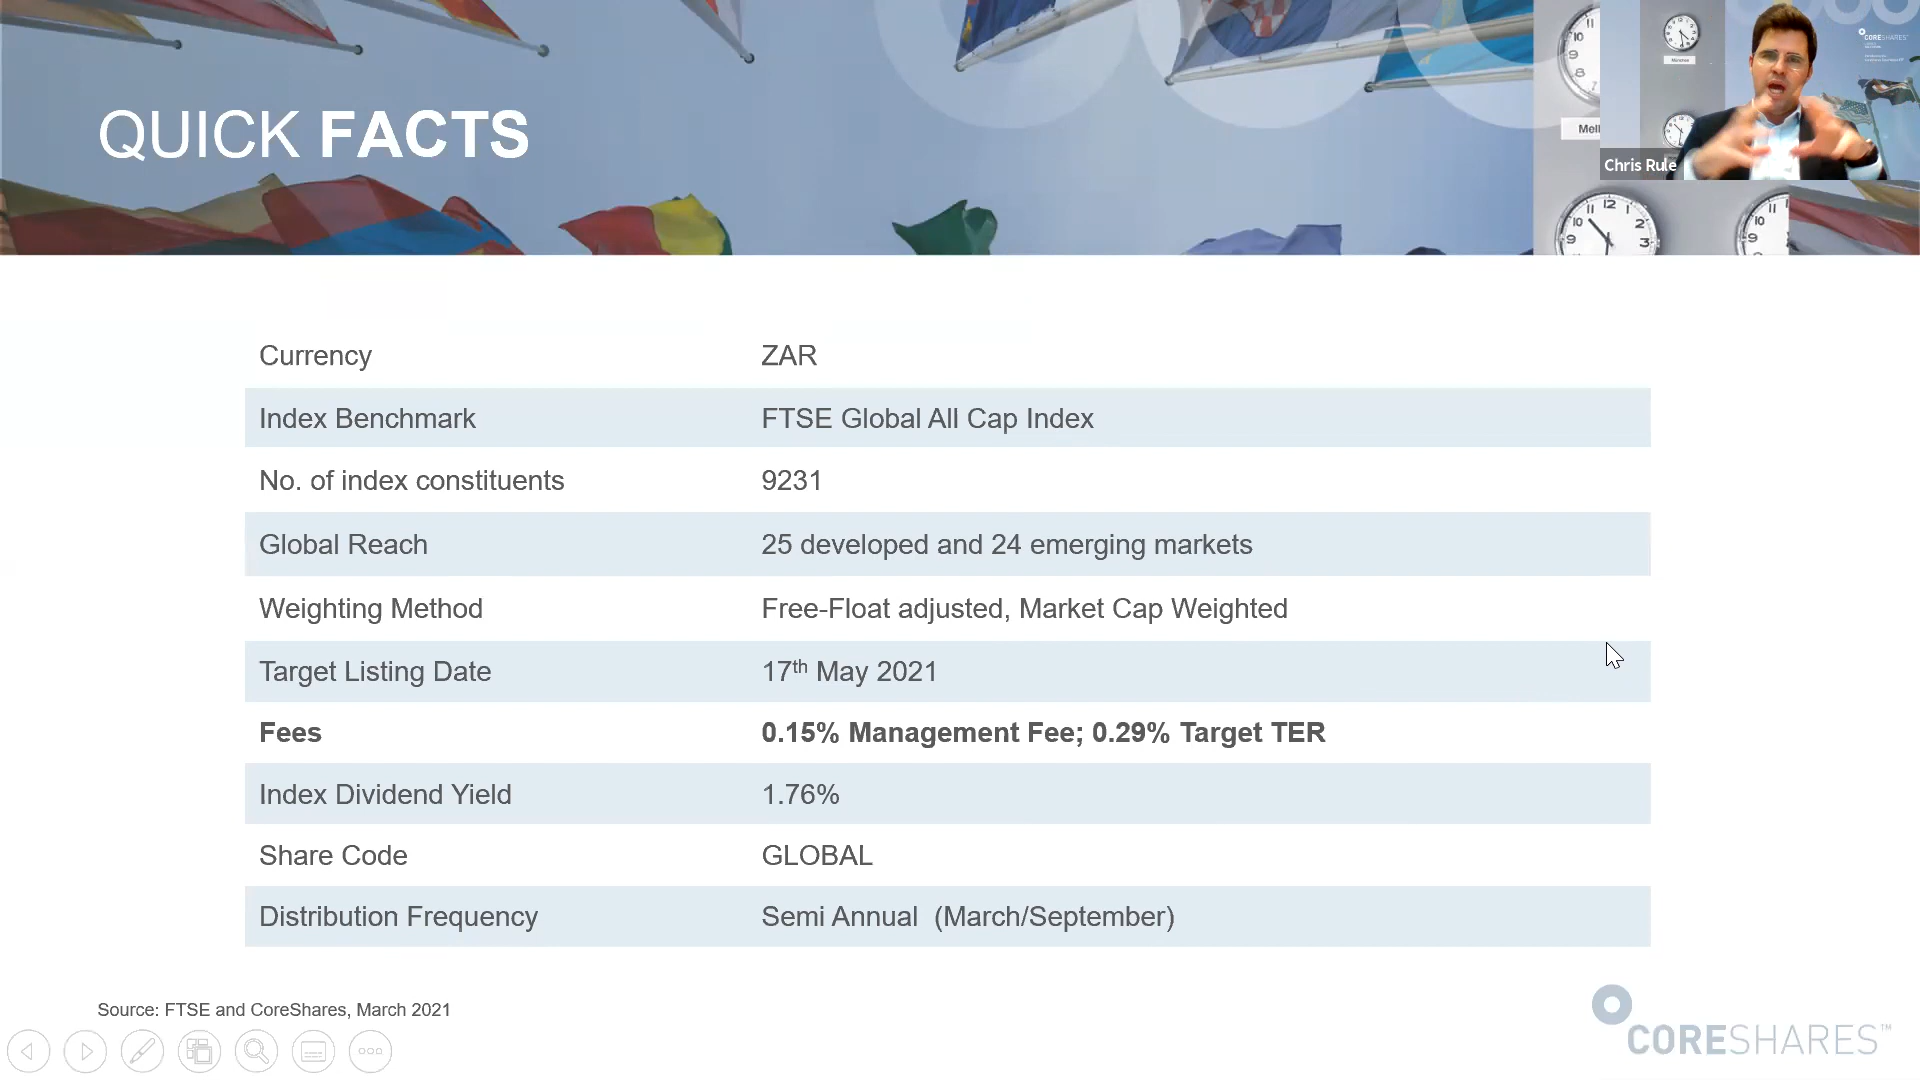 QUICK FACTS
Chris Rule
Currency ZAR
Index Benchmark FTSE Global All Cap Index
No. of index constituents 9231
Global Reach 25 developed and 24 emerging markets
Weighting Method Free-Float adjusted, Market Cap Weighted
Target Listing Date 17th May 2021
Fees 0.15% Management Fee; 0.29% Target TER
Index Dividend Yield 1.76%
Share Code GLOBAL
Distribution Frequency Semi Annual (March/September)
Source: FTSE and CoreShares, March 2021
CORESHARES™